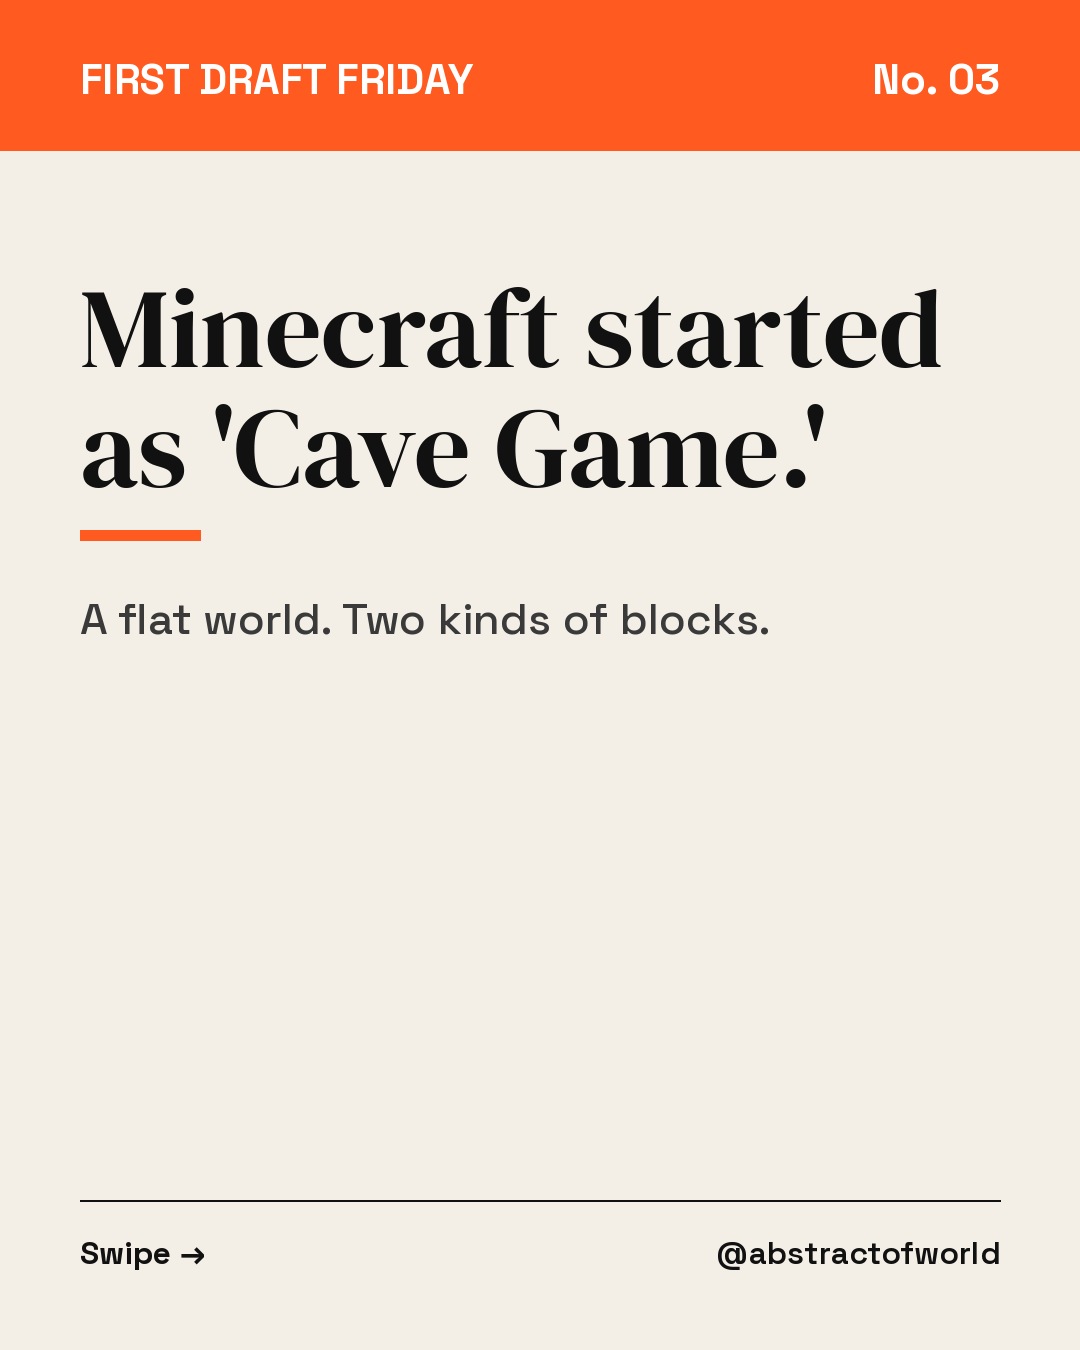 FIRST DRAFT FRIDAY
No. 03
Minecraft started
as 'Cave Game.'
A flat world. Two kinds of blocks.
Swipe →
@abstractofworld